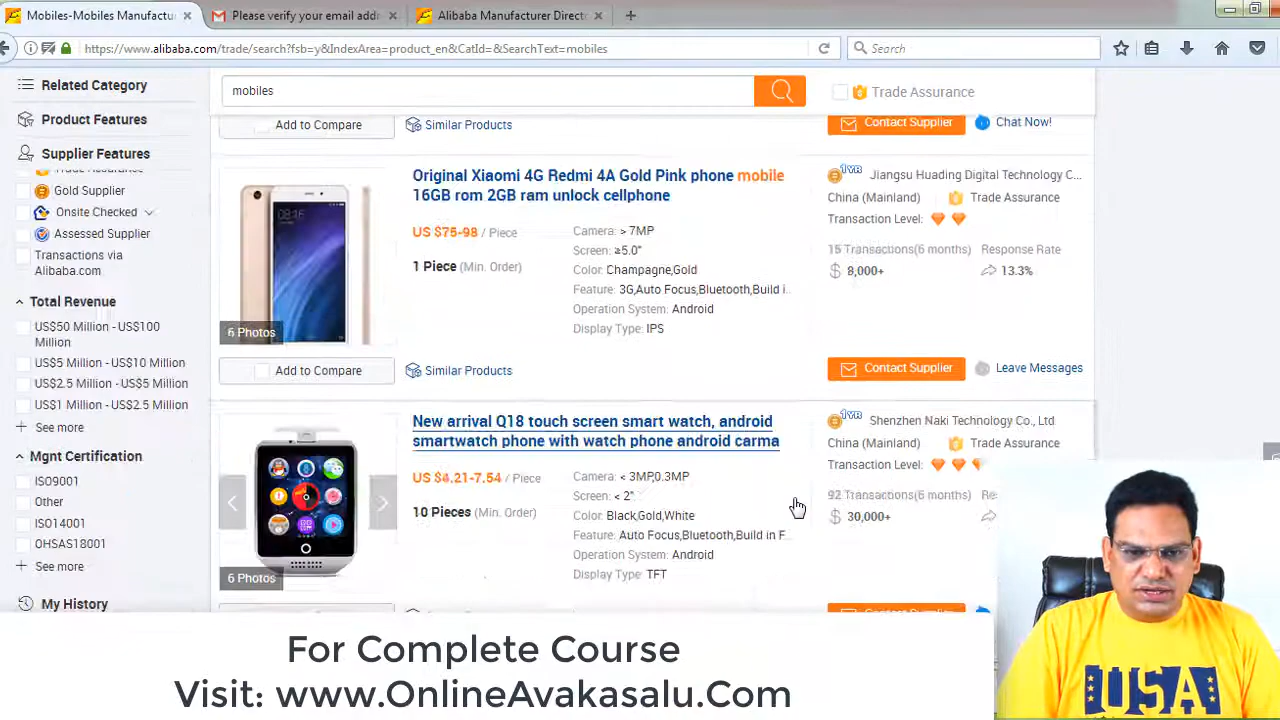 Mobiles-Mobiles Manufactur
Please verify your email addr
Alibaba Manufacturer Direct
https://www.alibaba.com/trade/search?fsb=y&IndexArea=product_en&CatId=&SearchText=mobiles
Search
Related Category
Product Features
Supplier Features
Trade Assurance
Gold Supplier
Onsite Checked
Assessed Supplier
Transactions via
Alibaba.com
Total Revenue
US$50 Million - US$100
Million
US$5 Million - US$10 Million
US$2.5 Million - US$5 Million
US$1 Million - US$2.5 Million
See more
Mgnt Certification
ISO9001
Other
ISO14001
OHSAS18001
See more
My History
mobiles
Trade Assurance
Add to Compare
Similar Products
Contact Supplier
Chat Now!
08:16
6 Photos
Original Xiaomi 4G Redmi 4A Gold Pink phone mobile
16GB rom 2GB ram unlock cellphone
US $75-98 / Piece
1 Piece (Min. Order)
Camera: > 7MP
Screen: ≥5.0"
Color: Champagne,Gold
Feature: 3G,Auto Focus,Bluetooth,Build i..
Operation System: Android
Display Type: IPS
1YR
Jiangsu Huading Digital Technology C...
China (Mainland)
Trade Assurance
Transaction Level:
15 Transactions(6 months)
Response Rate
8,000+
13.3%
Add to Compare
Similar Products
Contact Supplier
Leave Messages
6 Photos
New arrival Q18 touch screen smart watch, android
smartwatch phone with watch phone android carma
US $4.21-7.54 / Piece
10 Pieces (Min. Order)
Camera: < 3MP,0.3MP
Screen: < 2"
Color: Black,Gold,White
Feature: Auto Focus,Bluetooth,Build in F..
Operation System: Android
Display Type: TFT
1YR
Shenzhen Naki Technology Co., Ltd
China (Mainland)
Trade Assurance
Transaction Level:
92 Transactions(6 months)
Re
30,000+
Contact Supplier
For Complete Course
Visit: www.OnlineAvakasalu.Com
USA